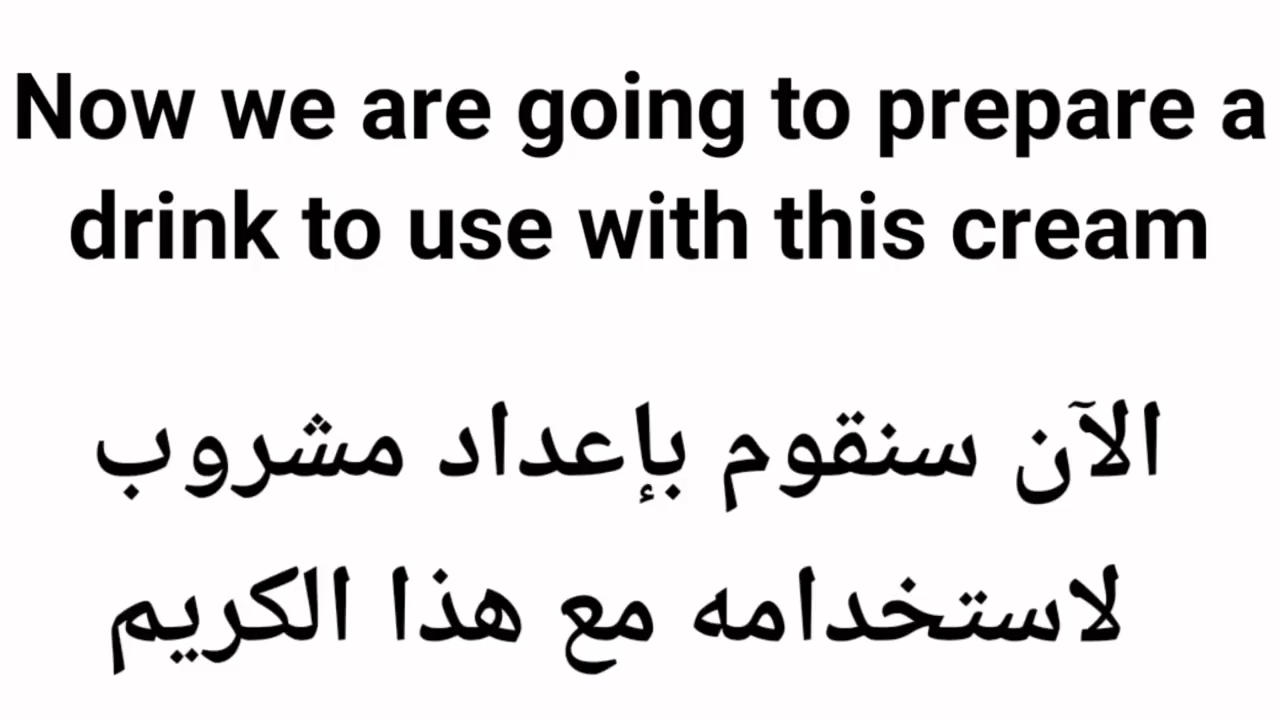 Now we are going to prepare a
drink to use with this cream
الآن سنقوم بإعداد مشروب
لاستخدامه مع هذا الكريم